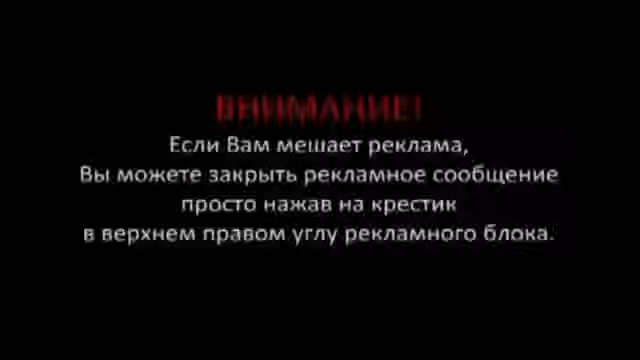 ВНИМАНИЕ!
Если Вам мешает реклама,
Вы можете закрыть рекламное сообщение
просто нажав на крестик
в верхнем правом углу рекламного блока.